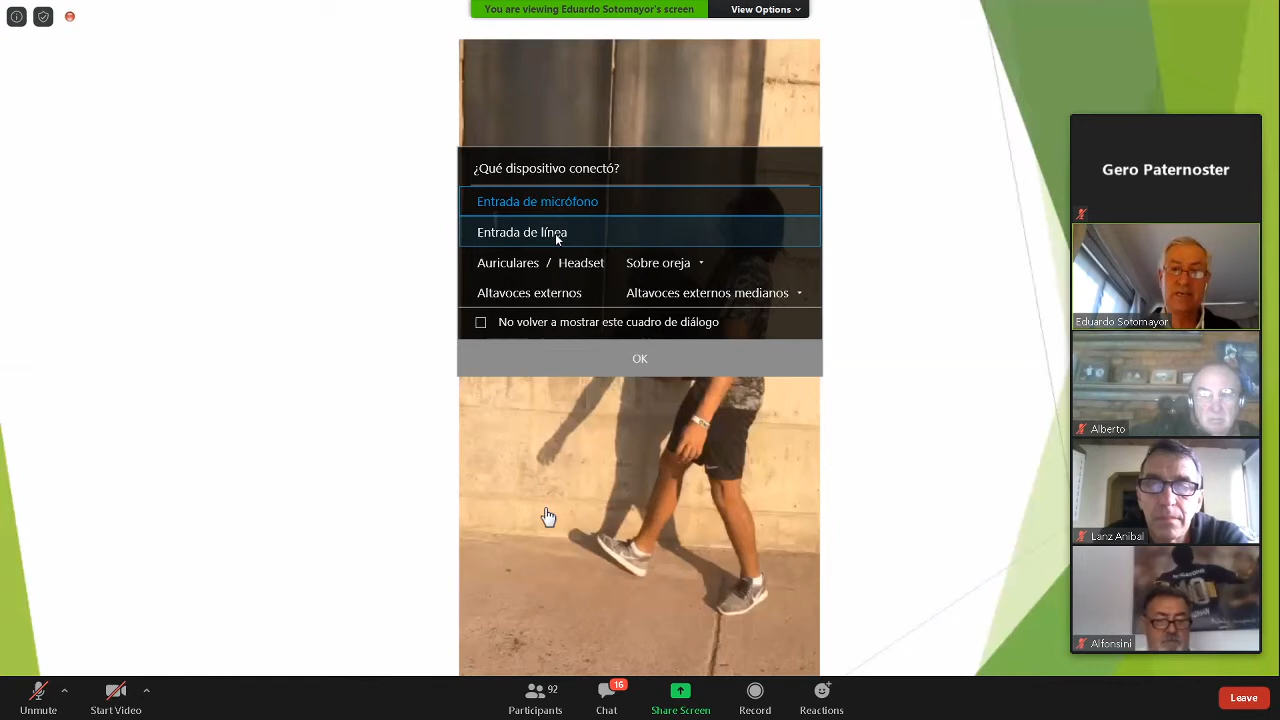 You are viewing Eduardo Sotomayor's screen
View Options
Gero Paternoster
¿Qué dispositivo conectó?
Entrada de micrófono
Entrada de línea
Auriculares / Headset Sobre oreja
Altavoces externos Altavoces externos medianos
No volver a mostrar este cuadro de diálogo
OK
Eduardo Sotomayor
Alberto
Lanz Anibal
Alfonsini
Unmute
Start Video
92
Participants
16
Chat
Share Screen
Record
Reactions
Leave